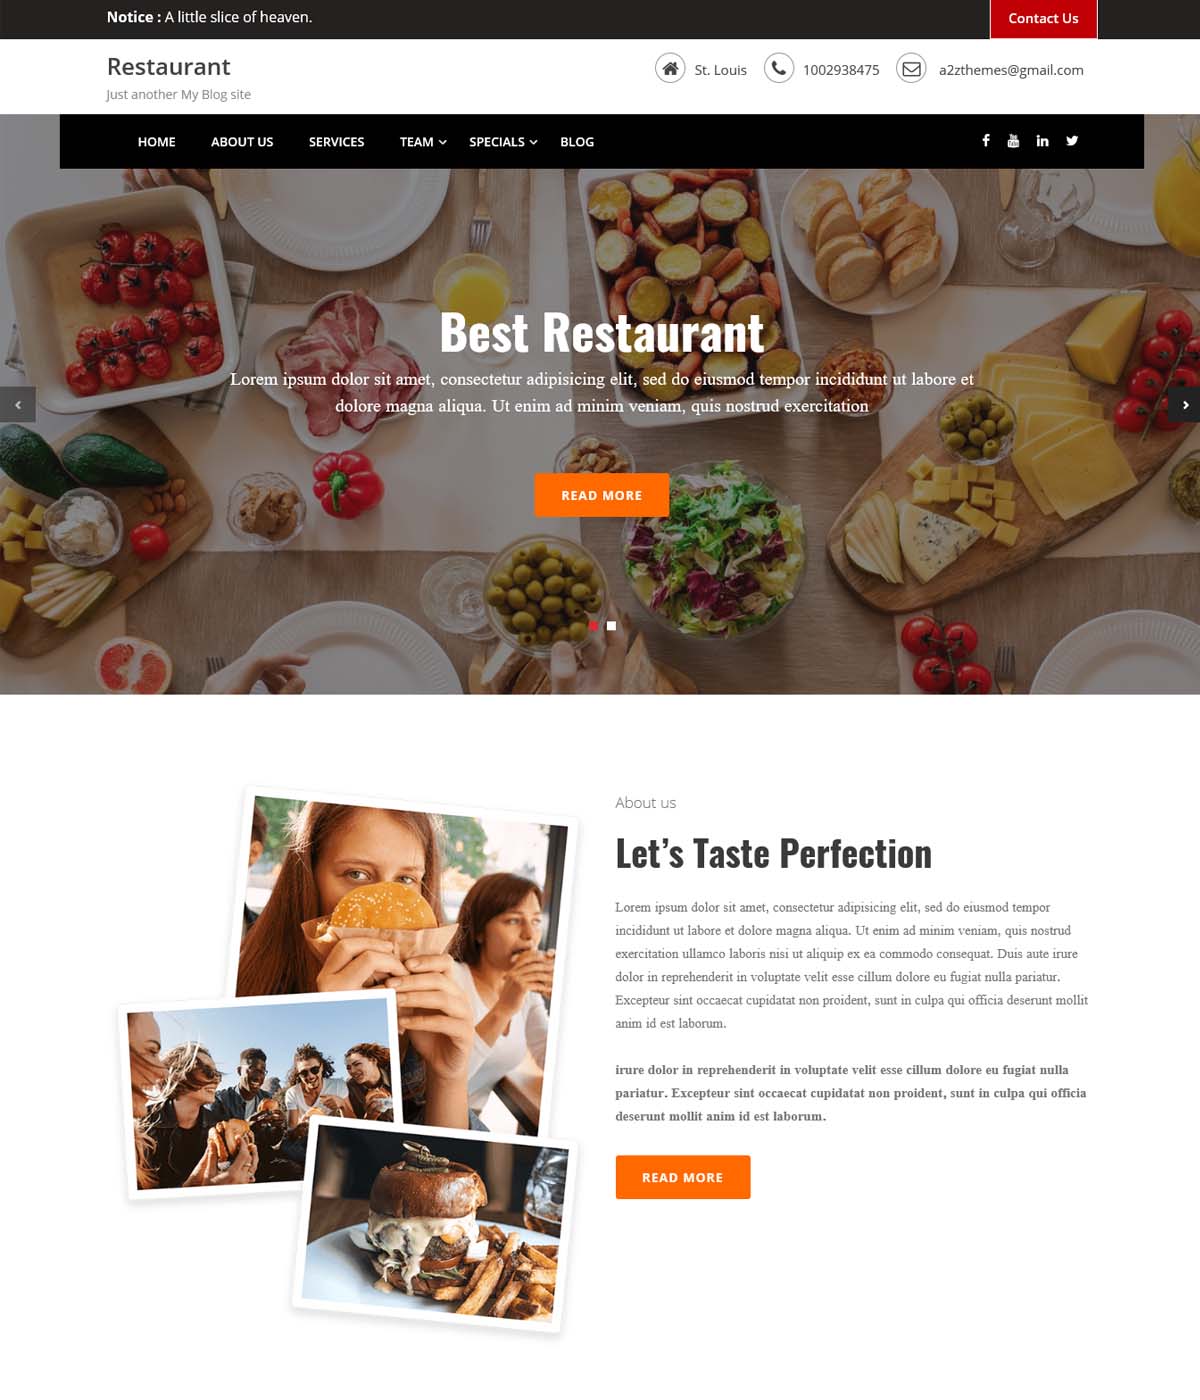 Notice : A little slice of heaven.
Contact Us
Restaurant
Just another My Blog site
St. Louis
1002938475
a2zthemes@gmail.com
HOME ABOUT US SERVICES TEAM SPECIALS BLOG
Best Restaurant
Lorem ipsum dolor sit amet, consectetur adipisicing elit, sed do eiusmod tempor incididunt ut labore et
dolore magna aliqua. Ut enim ad minim veniam, quis nostrud exercitation
READ MORE
About us
Let’s Taste Perfection
Lorem ipsum dolor sit amet, consectetur adipisicing elit, sed do eiusmod tempor
incididunt ut labore et dolore magna aliqua. Ut enim ad minim veniam, quis nostrud
exercitation ullamco laboris nisi ut aliquip ex ea commodo consequat. Duis aute irure
dolor in reprehenderit in voluptate velit esse cillum dolore eu fugiat nulla pariatur.
Excepteur sint occaecat cupidatat non proident, sunt in culpa qui officia deserunt mollit
anim id est laborum.
irure dolor in reprehenderit in voluptate velit esse cillum dolore eu fugiat nulla
pariatur. Excepteur sint occaecat cupidatat non proident, sunt in culpa qui officia
deserunt mollit anim id est laborum.
READ MORE